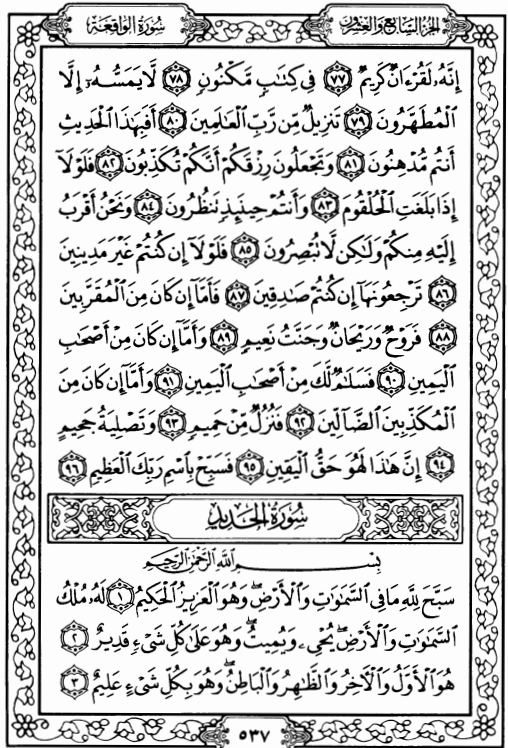 الجزء السابع والعشرون
سورة الواقعة
إِنَّهُۥ لَقُرْءَانٌ كَرِيمٌ ٧٧ فِى كِتَٰبٍ مَّكْنُونٍ ٧٨ لَّا يَمَسُّهُۥٓ إِلَّا
ٱلْمُطَهَّرُونَ ٧٩ تَنزِيلٌ مِّن رَّبِّ ٱلْعَٰلَمِينَ ٨٠ أَفَبِهَٰذَا ٱلْحَدِيثِ
أَنتُم مُّدْهِنُونَ ٨١ وَتَجْعَلُونَ رِزْقَكُمْ أَنَّكُمْ تُكَذِّبُونَ ٨٢ فَلَوْلَآ
إِذَا بَلَغَتِ ٱلْحُلْقُومَ ٨٣ وَأَنتُمْ حِينَئِذٍ تَنظُرُونَ ٨٤ وَنَحْنُ أَقْرَبُ
إِلَيْهِ مِنكُمْ وَلَٰكِن لَّا تُبْصِرُونَ ٨٥ فَلَوْلَآ إِن كُنتُمْ غَيْرَ مَدِينِينَ
٨٦ تَرْجِعُونَهَآ إِن كُنتُمْ صَٰدِقِينَ ٨٧ فَأَمَّآ إِن كَانَ مِنَ ٱلْمُقَرَّبِينَ
٨٨ فَرَوْحٌ وَرَيْحَانٌ وَجَنَّتُ نَعِيمٍ ٨٩ وَأَمَّآ إِن كَانَ مِنْ أَصْحَٰبِ
ٱلْيَمِينِ ٩٠ فَسَلَٰمٌ لَّكَ مِنْ أَصْحَٰبِ ٱلْيَمِينِ ٩١ وَأَمَّآ إِن كَانَ مِنَ
ٱلْمُكَذِّبِينَ ٱلضَّآلِّينَ ٩٢ فَنُزُلٌ مِّنْ حَمِيمٍ ٩٣ وَتَصْلِيَةُ جَحِيمٍ
٩٤ إِنَّ هَٰذَا لَهُوَ حَقُّ ٱلْيَقِينِ ٩٥ فَسَبِّحْ بِٱسْمِ رَبِّكَ ٱلْعَظِيمِ ٩٦
سورة الحديد
بِسْمِ ٱللَّهِ ٱلرَّحْمَٰنِ ٱلرَّحِيمِ
سَبَّحَ لِلَّهِ مَا فِى ٱلسَّمَٰوَٰتِ وَٱلْأَرْضِ ۖ وَهُوَ ٱلْعَزِيزُ ٱلْحَكِيمُ ١ لَهُۥ مُلْكُ
ٱلسَّمَٰوَٰتِ وَٱلْأَرْضِ ۖ يُحْىِۦ وَيُمِيتُ ۖ وَهُوَ عَلَىٰ كُلِّ شَىْءٍ قَدِيرٌ ٢
هُوَ ٱلْأَوَّلُ وَٱلْءَاخِرُ وَٱلظَّٰهِرُ وَٱلْبَاطِنُ ۖ وَهُوَ بِكُلِّ شَىْءٍ عَلِيمٌ ٣
٥٣٧